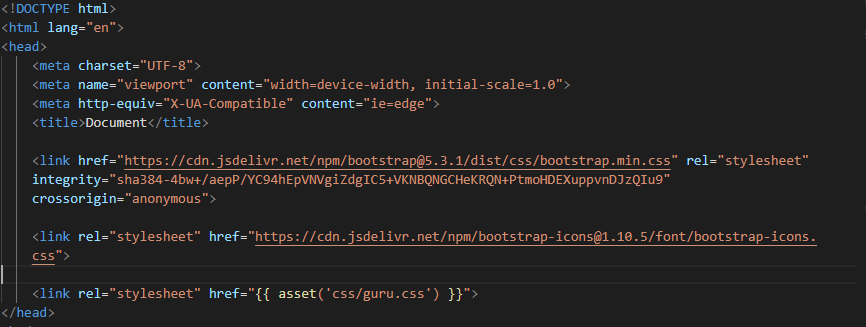 <!DOCTYPE html>
<html lang="en">
<head>
    <meta charset="UTF-8">
    <meta name="viewport" content="width=device-width, initial-scale=1.0">
    <meta http-equiv="X-UA-Compatible" content="ie=edge">
    <title>Document</title>

    <link href="https://cdn.jsdelivr.net/npm/bootstrap@5.3.1/dist/css/bootstrap.min.css" rel="stylesheet"
    integrity="sha384-4bw+/aepP/YC94hEpVNVgiZdgIC5+VKNBQNGCHeKRQN+PtmoHDEXuppvnDJzQIu9"
    crossorigin="anonymous">

    <link rel="stylesheet" href="https://cdn.jsdelivr.net/npm/bootstrap-icons@1.10.5/font/bootstrap-icons.
    css">

    <link rel="stylesheet" href="{{ asset('css/guru.css') }}">
</head>